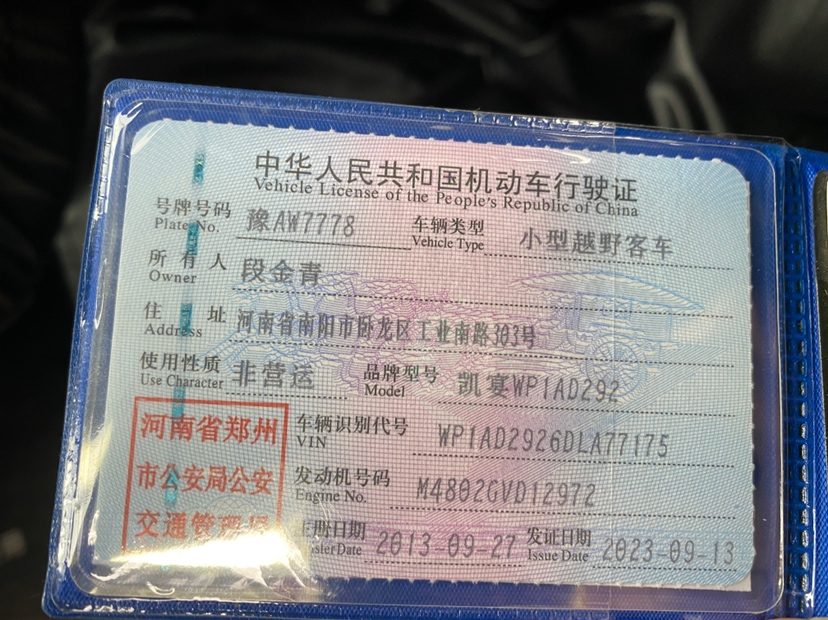 中华人民共和国机动车行驶证
Vehicle License of the People's Republic of China
号牌号码 豫AW7778 车辆类型 小型越野客车
Plate No. Vehicle Type
所有人 段金青
Owner
住址 河南省南阳市卧龙区工业南路303号
Address
使用性质 非营运 品牌型号 凯宴WP1AD292
Use Character Model
河南省郑州
市公安局公安
交通管理
车辆识别代号 WP1AD2926DLA77175
VIN
发动机号码 M4802GVD12972
Engine No.
注册日期 2013-09-27 发证日期 2023-09-13
Date Issue Date